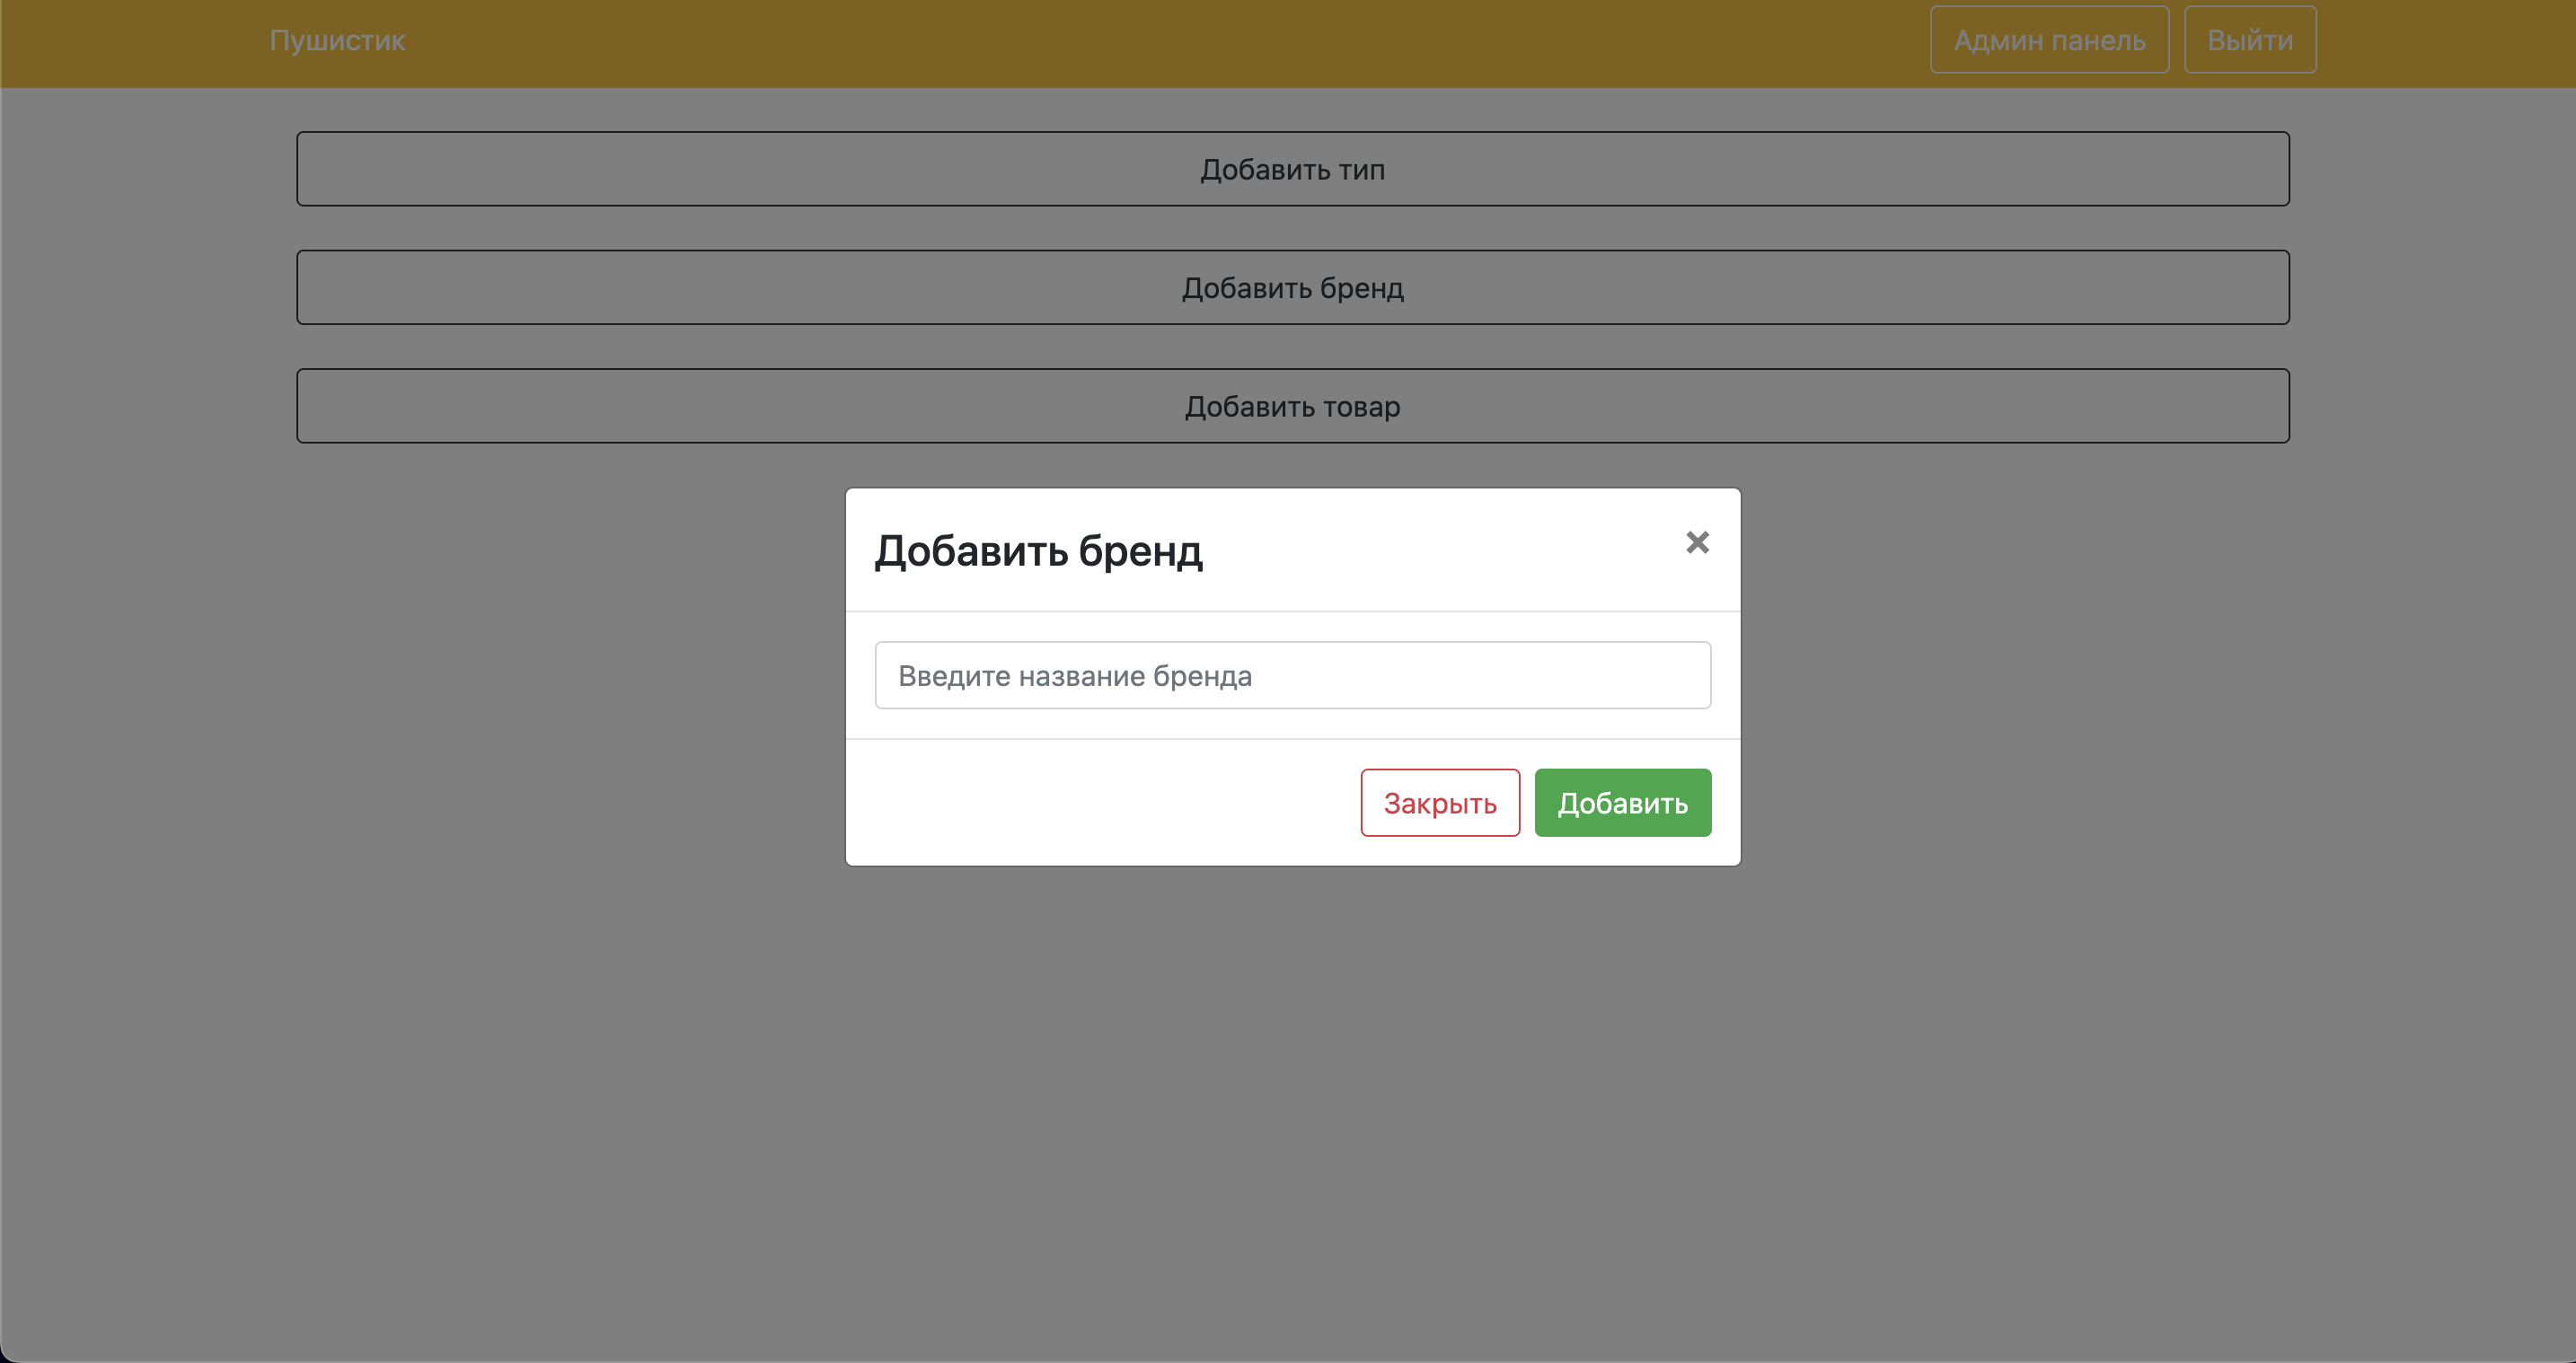 Пушистик
Админ панель
Выйти
Добавить тип
Добавить бренд
Добавить товар
Добавить бренд
×
Введите название бренда
Закрыть
Добавить